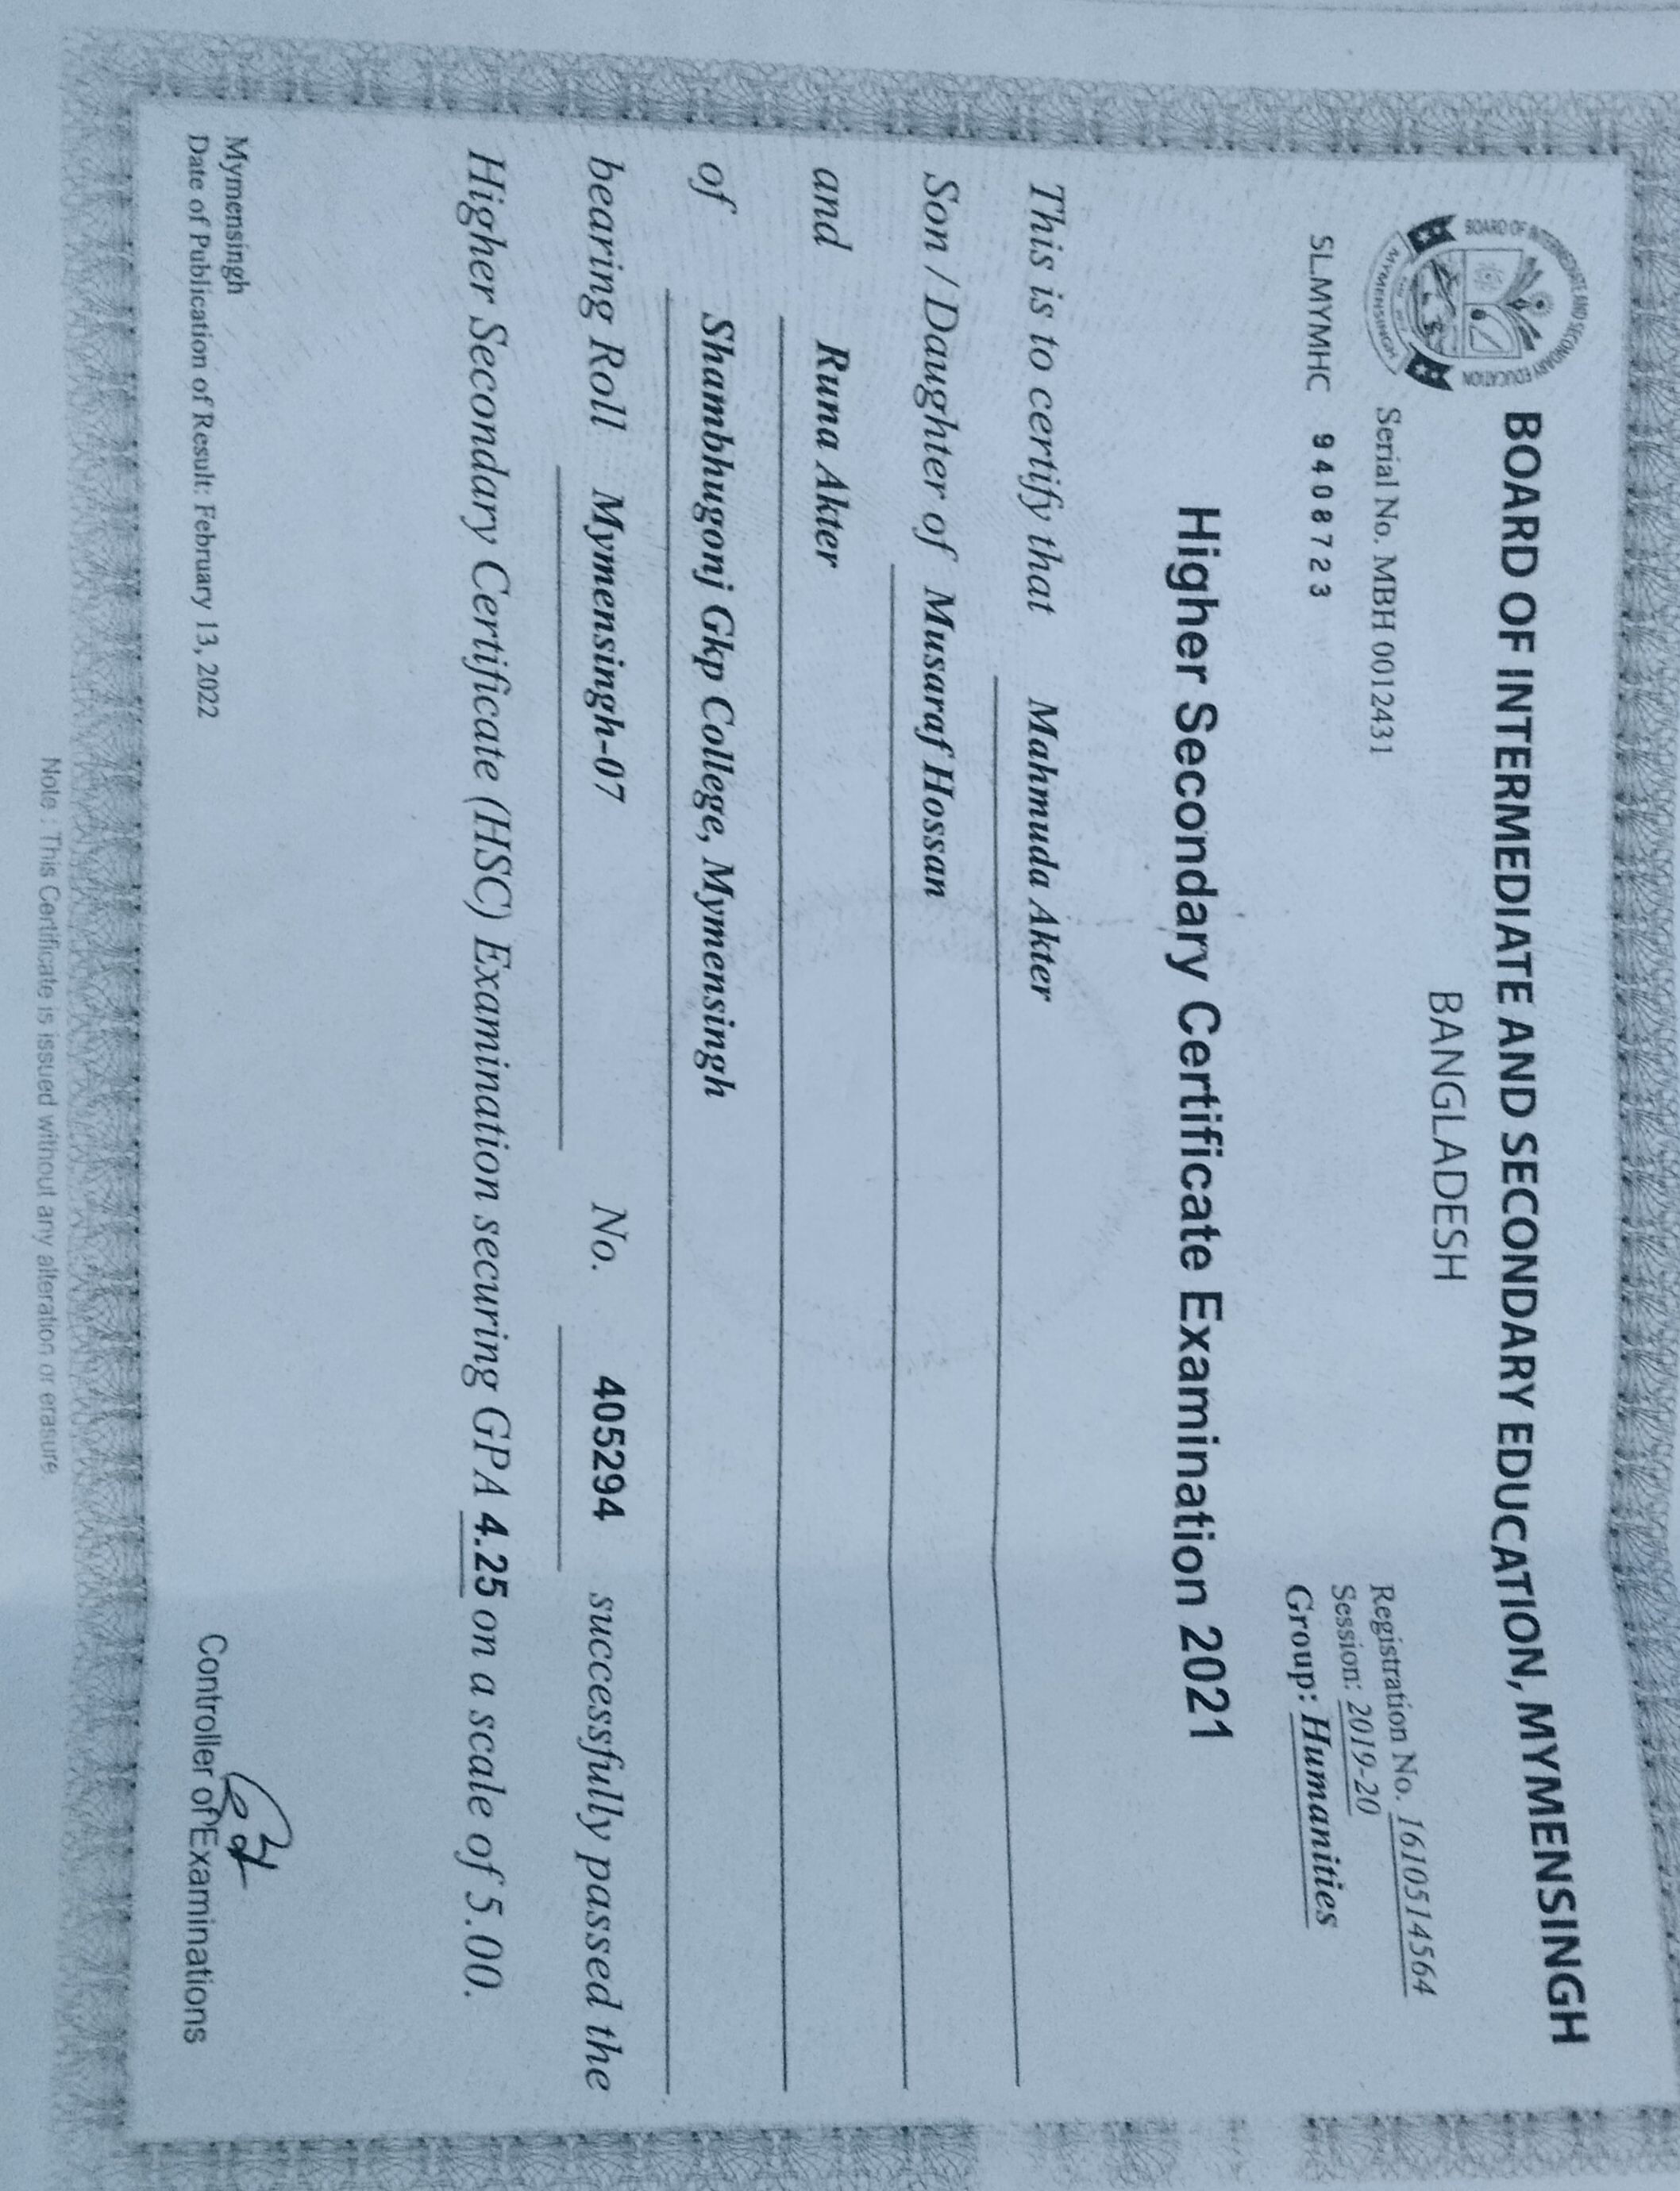 BOARD OF INTERMEDIATE AND SECONDARY EDUCATION
MYMENSINGH
BOARD OF INTERMEDIATE AND SECONDARY EDUCATION, MYMENSINGH
BANGLADESH
Serial No. MBH 0012431
SL.MYMHC 9408723
Registration No. 1610514564
Session: 2019-20
Group: Humanities
Higher Secondary Certificate Examination 2021
This is to certify that Mahmuda Akter
Son / Daughter of Musaraf Hossan
and Runa Akter
of Shambhugonj Gkp College, Mymensingh
bearing Roll Mymensingh-07 No. 405294 successfully passed the
Higher Secondary Certificate (HSC) Examination securing GPA 4.25 on a scale of 5.00.
Mymensingh
Date of Publication of Result: February 13, 2022
Controller of Examinations
Note : This Certificate is issued without any alteration or erasure.